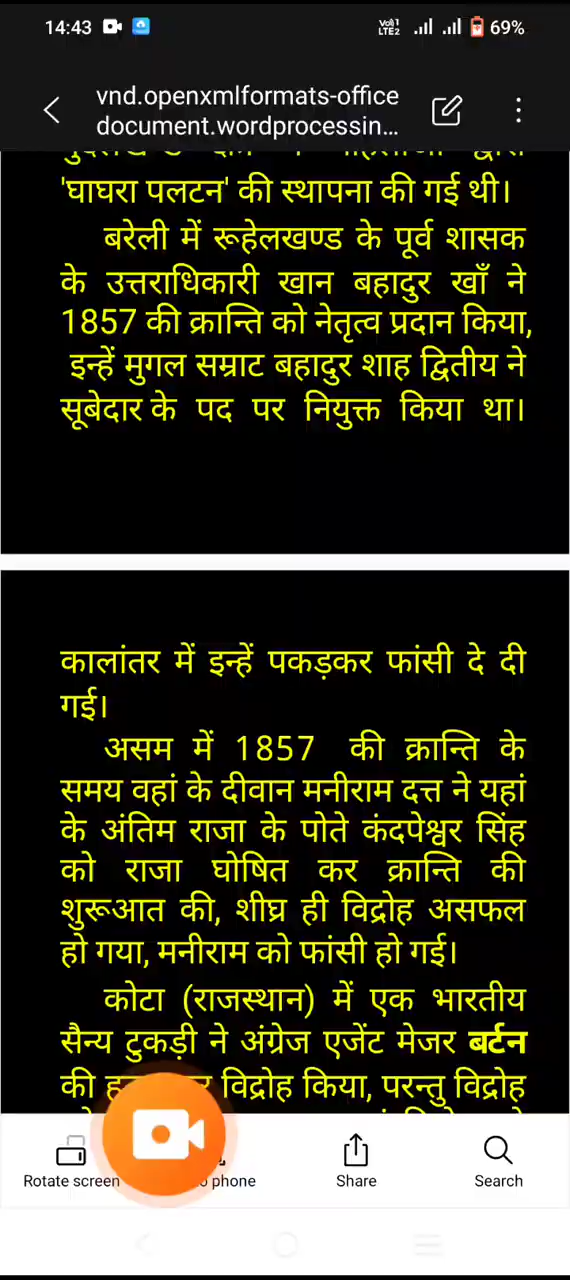 14:43
Vol) 1
LTE2
69%
vnd.openxmlformats-office
document.wordprocessin...
'घाघरा पलटन' की स्थापना की गई थी।
बरेली में रूहेलखण्ड के पूर्व शासक
के उत्तराधिकारी खान बहादुर खाँ ने
1857 की क्रान्ति को नेतृत्व प्रदान किया,
इन्हें मुगल सम्राट बहादुर शाह द्वितीय ने
सूबेदार के पद पर नियुक्त किया था।
कालांतर में इन्हें पकड़कर फांसी दे दी
गई।
असम में 1857 की क्रान्ति के
समय वहां के दीवान मनीराम दत्त ने यहां
के अंतिम राजा के पोते कंदपेश्वर सिंह
को राजा घोषित कर क्रान्ति की
शुरूआत की, शीघ्र ही विद्रोह असफल
हो गया, मनीराम को फांसी हो गई।
कोटा (राजस्थान) में एक भारतीय
सैन्य टुकड़ी ने अंग्रेज एजेंट मेजर बर्टन
की विद्रोह किया, परन्तु विद्रोह
Rotate screen phone Share Search